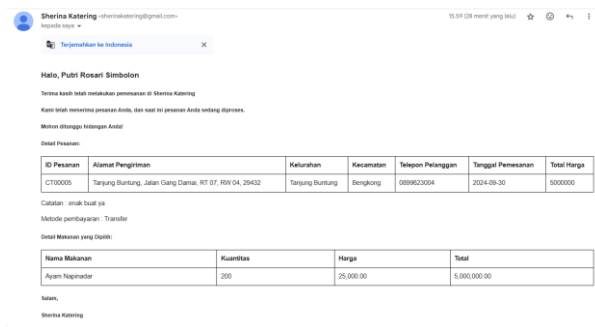 Sherina Katering <sherinakatering@gmail.com>
15.59 (28 menit yang lalu)
kepada saya
Terjemahkan ke Indonesia
Halo, Putri Rosari Simbolon
Terima kasih telah melakukan pemesanan di Sherina Katering
Kami telah menerima pesanan Anda, dan saat ini pesanan Anda sedang diproses.
Mohon ditunggu hidangan Anda!
Detail Pesanan:
ID Pesanan Alamat Pengiriman Kelurahan Kecamatan Telepon Pelanggan Tanggal Pemesanan Total Harga
CT00005 Tanjung Buntung, Jalan Gang Damai, RT 07, RW 04, 29432 Tanjung Buntung Bengkong 0899623004 2024-09-30 5000000
Catatan : enak buat ya
Metode pembayaran : Transfer
Detail Makanan yang Dipilih:
Nama Makanan Kuantitas Harga Total
Ayam Napinadar 200 25,000.00 5,000,000.00
Salam,
Sherina Katering